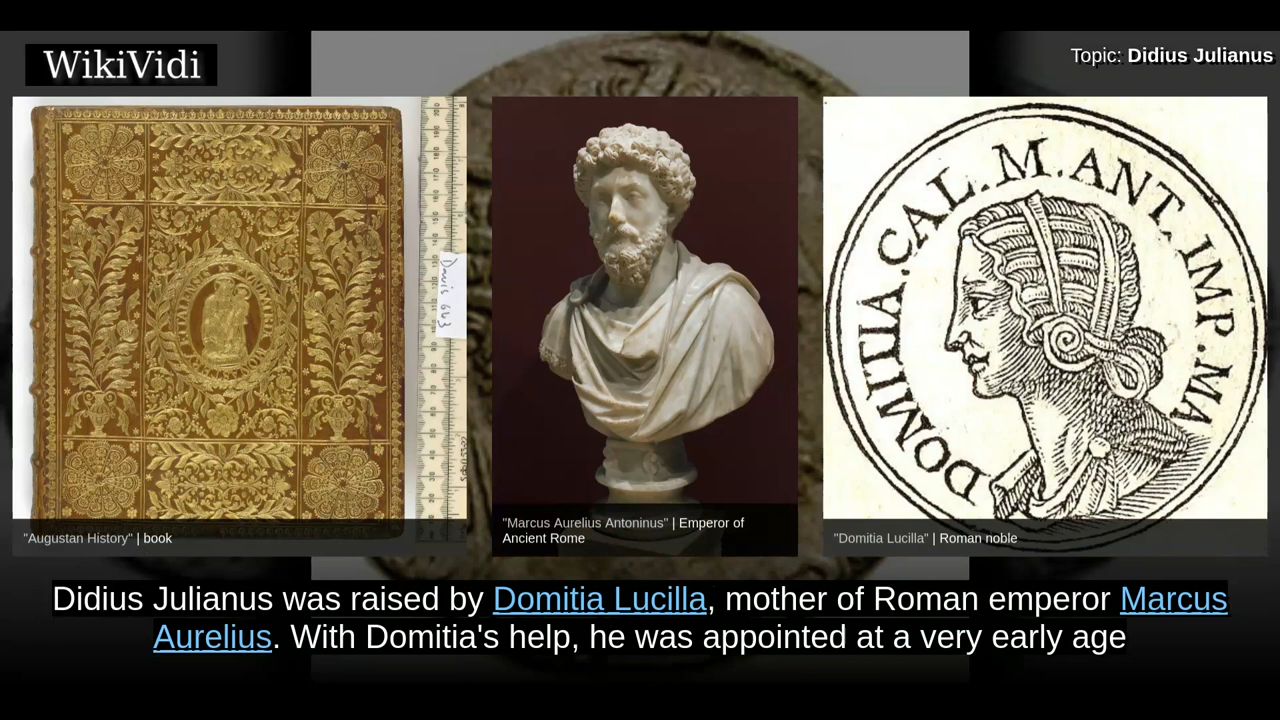 WikiVidi
Topic: Didius Julianus
Davis 643
DOMITIA.CAL.M.ANT.IMP.MA
"Augustan History" | book
"Marcus Aurelius Antoninus" | Emperor of
Ancient Rome
"Domitia Lucilla" | Roman noble
Didius Julianus was raised by Domitia Lucilla, mother of Roman emperor Marcus
Aurelius. With Domitia's help, he was appointed at a very early age